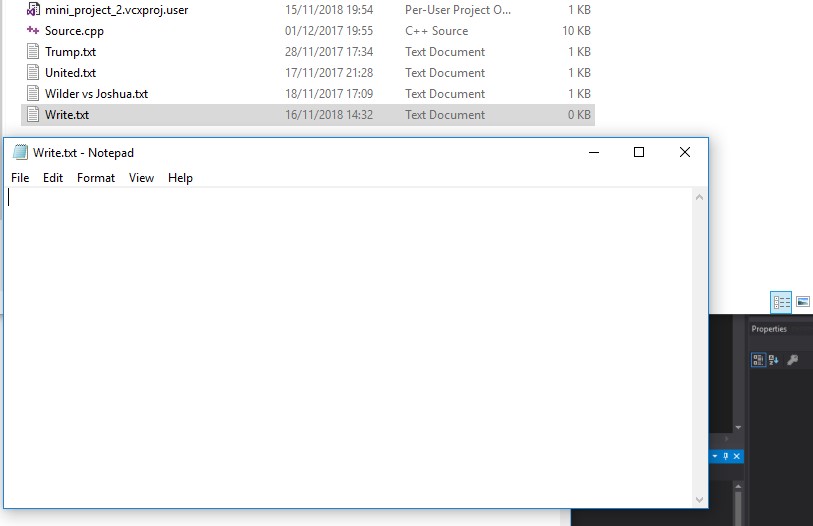 mini_project_2.vcxproj.user 15/11/2018 19:54 Per-User Project O... 1 KB
Source.cpp 01/12/2017 19:55 C++ Source 10 KB
Trump.txt 28/11/2017 17:34 Text Document 1 KB
United.txt 17/11/2017 21:28 Text Document 1 KB
Wilder vs Joshua.txt 18/11/2017 17:09 Text Document 1 KB
Write.txt 16/11/2018 14:32 Text Document 0 KB
Write.txt - Notepad
File Edit Format View Help
Properties